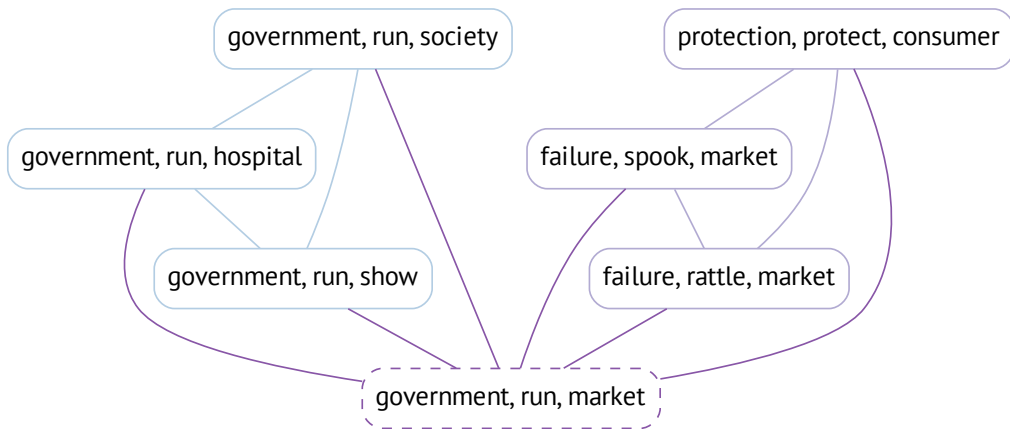 government, run, society
protection, protect, consumer
government, run, hospital
failure, spook, market
government, run, show
failure, rattle, market
government, run, market